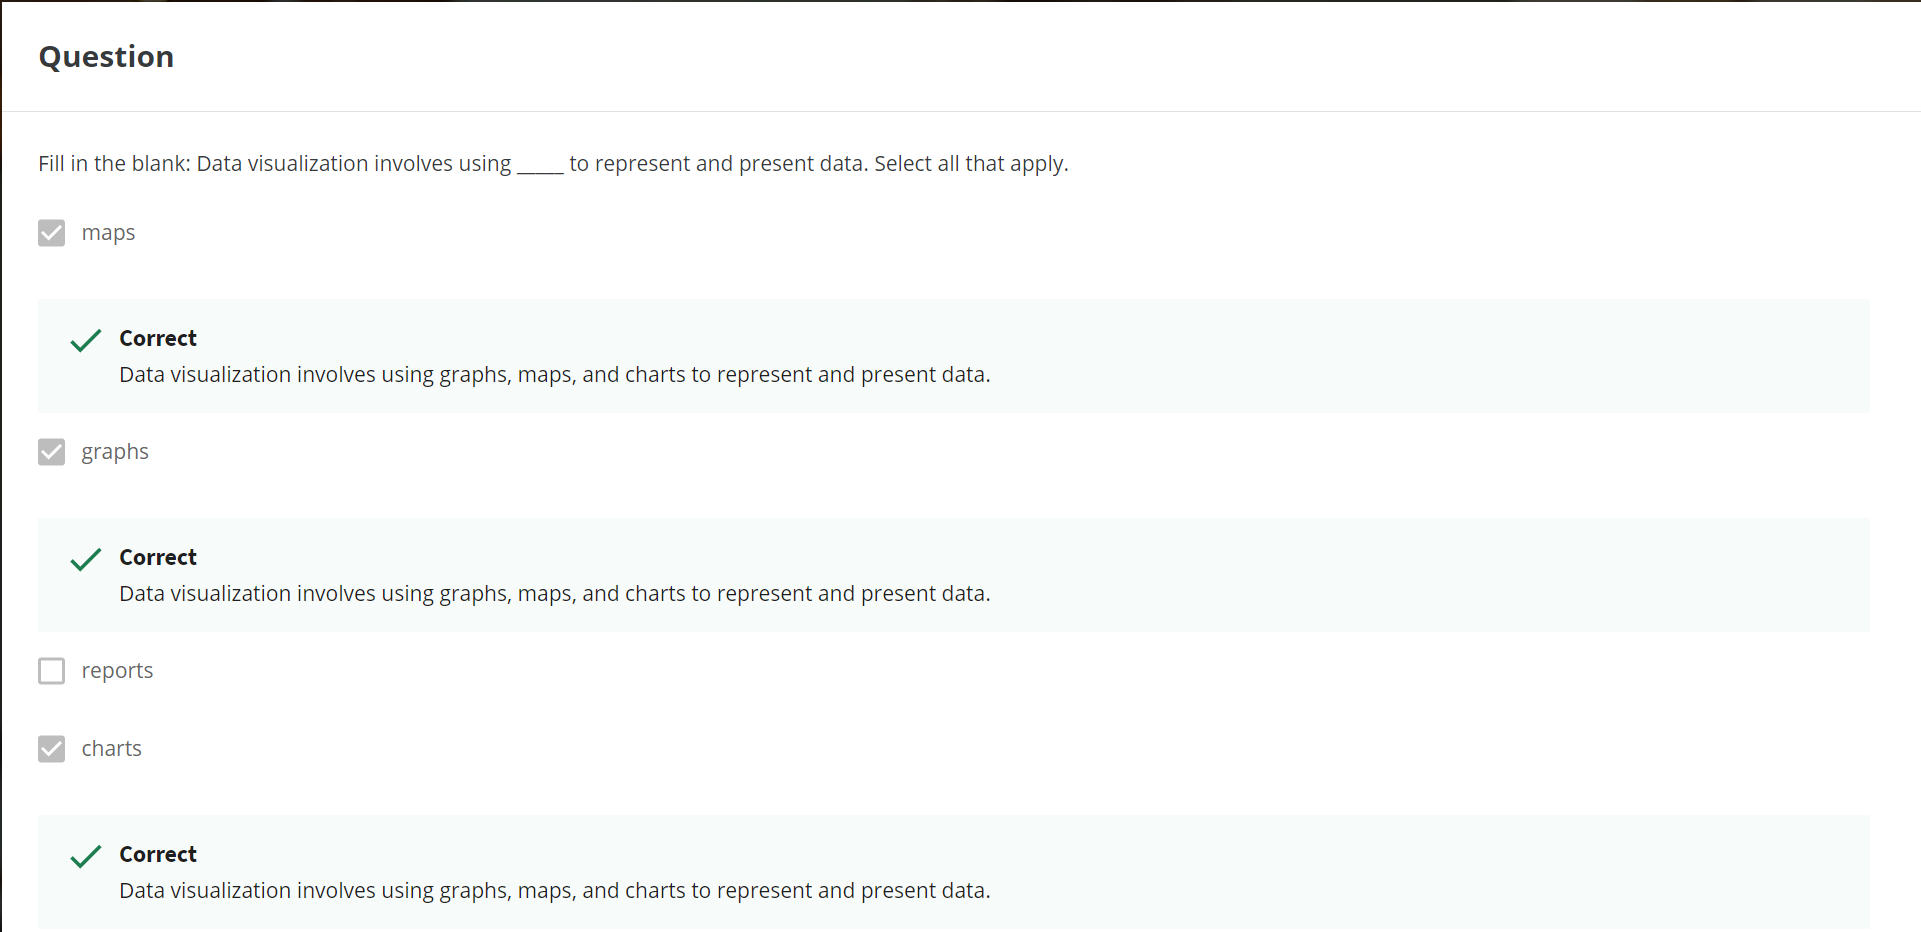 Question
Fill in the blank: Data visualization involves using _____ to represent and present data. Select all that apply.
maps
Correct
Data visualization involves using graphs, maps, and charts to represent and present data.
graphs
Correct
Data visualization involves using graphs, maps, and charts to represent and present data.
reports
charts
Correct
Data visualization involves using graphs, maps, and charts to represent and present data.